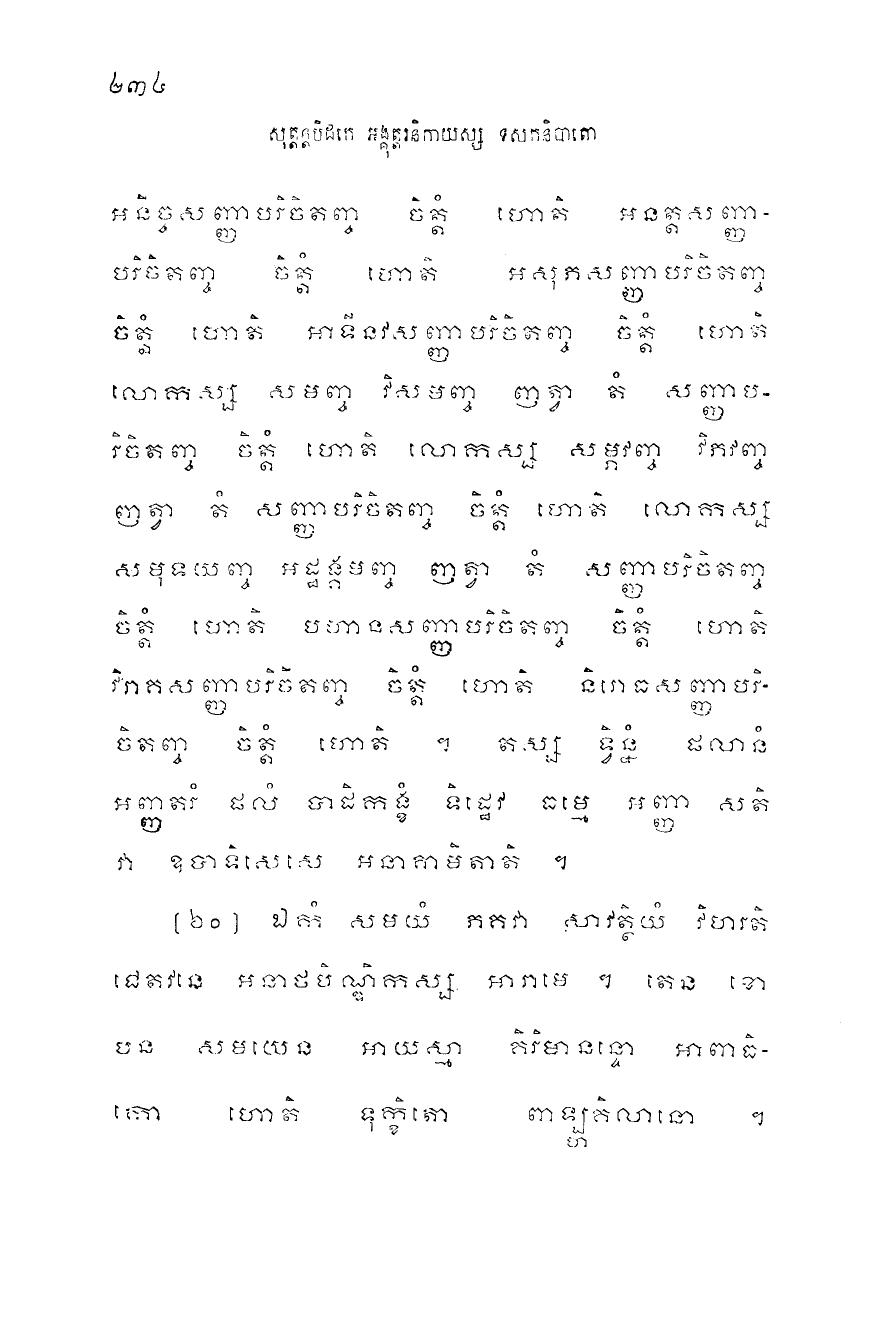 ២៣៤
សុត្តន្តបិដកេ អង្គុត្តរនិកាយស្ស ទសកនិបាតោ
អនិច្ចសញ្ញាបរិចិតញ្ច ចិត្តំ ហោតិ អនត្តសញ្ញា-
បរិចិតញ្ច ចិត្តំ ហោតិ អសុភសញ្ញាបរិចិតញ្ច
ចិត្តំ ហោតិ អាទីនវសញ្ញាបរិចិតញ្ច ចិត្តំ ហោតិ
លោកស្ស សមញ្ច វិសមញ្ច ញត្វា តំ សញ្ញាប-
រិចិតញ្ច ចិត្តំ ហោតិ លោកស្ស សម្ភវញ្ច វិភវញ្ច
ញត្វា តំ សញ្ញាបរិចិតញ្ច ចិត្តំ ហោតិ លោកស្ស
សមុទយញ្ច អដ្ឋង្គមញ្ច ញត្វា តំ សញ្ញាបរិចិតញ្ច
ចិត្តំ ហោតិ បហានសញ្ញាបរិចិតញ្ច ចិត្តំ ហោតិ
វិរាគសញ្ញាបរិចិតញ្ច ចិត្តំ ហោតិ និរោធសញ្ញាបរិ-
ចិតញ្ច ចិត្តំ ហោតិ ។ តស្ស ទ្វិន្នំ ផលានំ
អញ្ញតរំ ផលំ បាដិកង្ខំ ទិដ្ឋេវ ធម្មេ អញ្ញា សតិ
វា ឧបាទិសេសេ អនាគាមិតាតិ ។
[៦០] ឯកំ សមយំ ភគវា សាវត្ថិយំ វិហរតិ
ជេតវនេ អនាថបិណ្ឌិកស្ស អារាមេ ។ តេន ខោ
បន សមយេន អាយស្មា គិរិមានន្ទោ អាពាធិ-
កោ ហោតិ ទុក្ខិតោ ពាឡ្ហគិលានោ ។